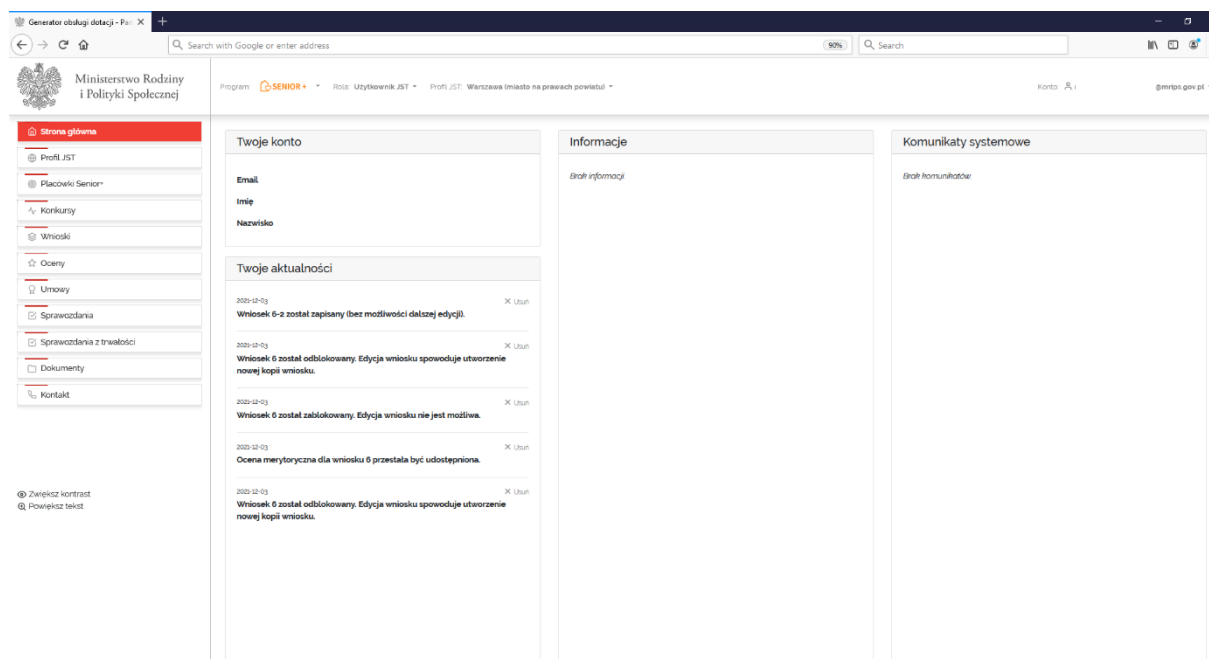 Generator obsługi dotacji - Pan
Search with Google or enter address
90%
Search
Ministerstwo Rodziny
i Polityki Społecznej
Program: SENIOR + Rola: Użytkownik JST Profil JST: Warszawa (miasto na prawach powiatu)
Konto:
@mrips.gov.pl
Strona główna
Profil JST
Placówki Senior+
Konkursy
Wnioski
Oceny
Umowy
Sprawozdania
Sprawozdania z trwałości
Dokumenty
Kontakt
Zwiększ kontrast
Powiększ tekst
Twoje konto
Email
Imię
Nazwisko
Twoje aktualności
2021-12-03 Usuń
Wniosek 6-2 został zapisany (bez możliwości dalszej edycji).
2021-12-03 Usuń
Wniosek 6 został odblokowany. Edycja wniosku spowoduje utworzenie
nowej kopii wniosku.
2021-12-03 Usuń
Wniosek 6 został zablokowany. Edycja wniosku nie jest możliwa.
2021-12-03 Usuń
Ocena merytoryczna dla wniosku 6 przestała być udostępniona.
2021-12-03 Usuń
Wniosek 6 został odblokowany. Edycja wniosku spowoduje utworzenie
nowej kopii wniosku.
Informacje
Brak informacji
Komunikaty systemowe
Brak komunikatów